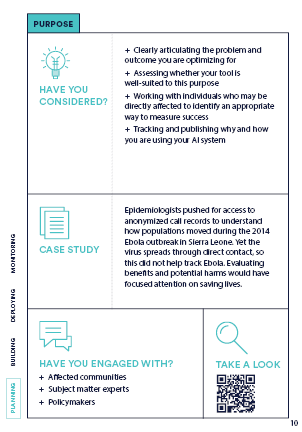 PURPOSE
HAVE YOU
CONSIDERED?
+ Clearly articulating the problem and
outcome you are optimizing for
+ Assessing whether your tool is
well-suited to this purpose
+ Working with individuals who may be
directly affected to identify an appropriate
way to measure success
+ Tracking and publishing why and how
you are using your AI system
CASE STUDY
Epidemiologists pushed for access to
anonymized call records to understand
how populations moved during the 2014
Ebola outbreak in Sierra Leone. Yet the
virus spreads through direct contact, so
this did not help track Ebola. Evaluating
benefits and potential harms would have
focused attention on saving lives.
HAVE YOU ENGAGED WITH?
+ Affected communities
+ Subject matter experts
+ Policymakers
TAKE A LOOK
MONITORING
DEPLOYING
BUILDING
PLANNING
10